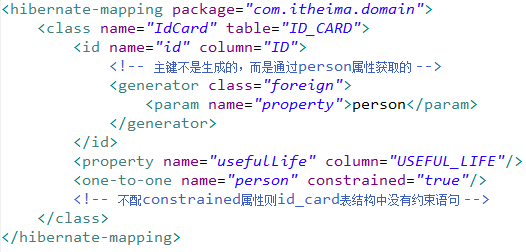 <hibernate-mapping package="com.itheima.domain">
    <class name="IdCard" table="ID_CARD">
        <id name="id" column="ID">
            <!-- 主键不是生成的，而是通过person属性获取的 -->
            <generator class="foreign">
                <param name="property">person</param>
            </generator>
        </id>
        <property name="usefulLife" column="USEFUL_LIFE"/>
        <one-to-one name="person" constrained="true"/>
        <!-- 不配constrained属性则id_card表结构中没有约束语句 -->
    </class>
</hibernate-mapping>